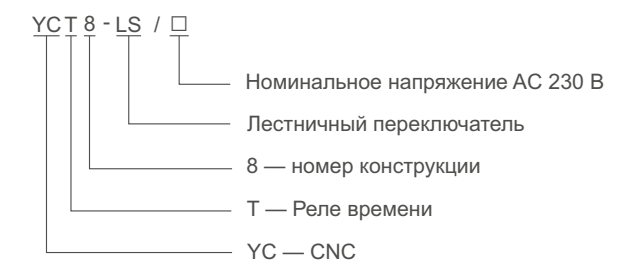 YCT8-LS/□
Номинальное напряжение AC 230 В
Лестничный переключатель
8 — номер конструкции
Т — Реле времени
YC — CNC